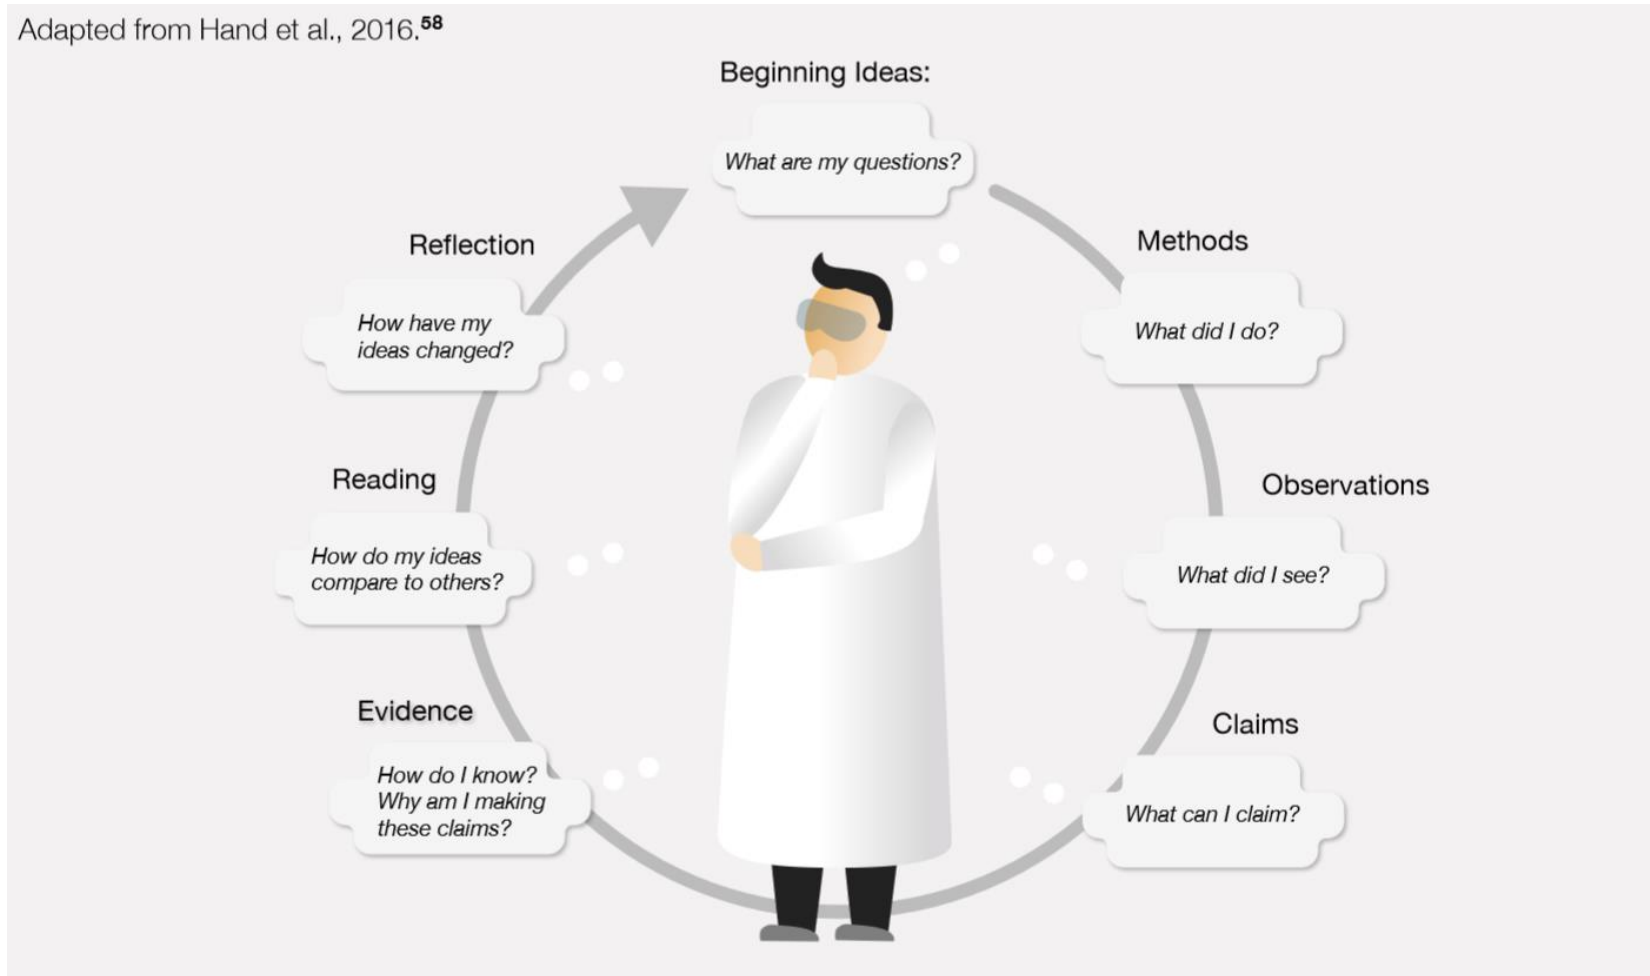 Adapted from Hand et al., 2016.58
Beginning Ideas:
What are my questions?
Methods
What did I do?
Observations
What did I see?
Claims
What can I claim?
Evidence
How do I know?
Why am I making
these claims?
Reading
How do my ideas
compare to others?
Reflection
How have my
ideas changed?